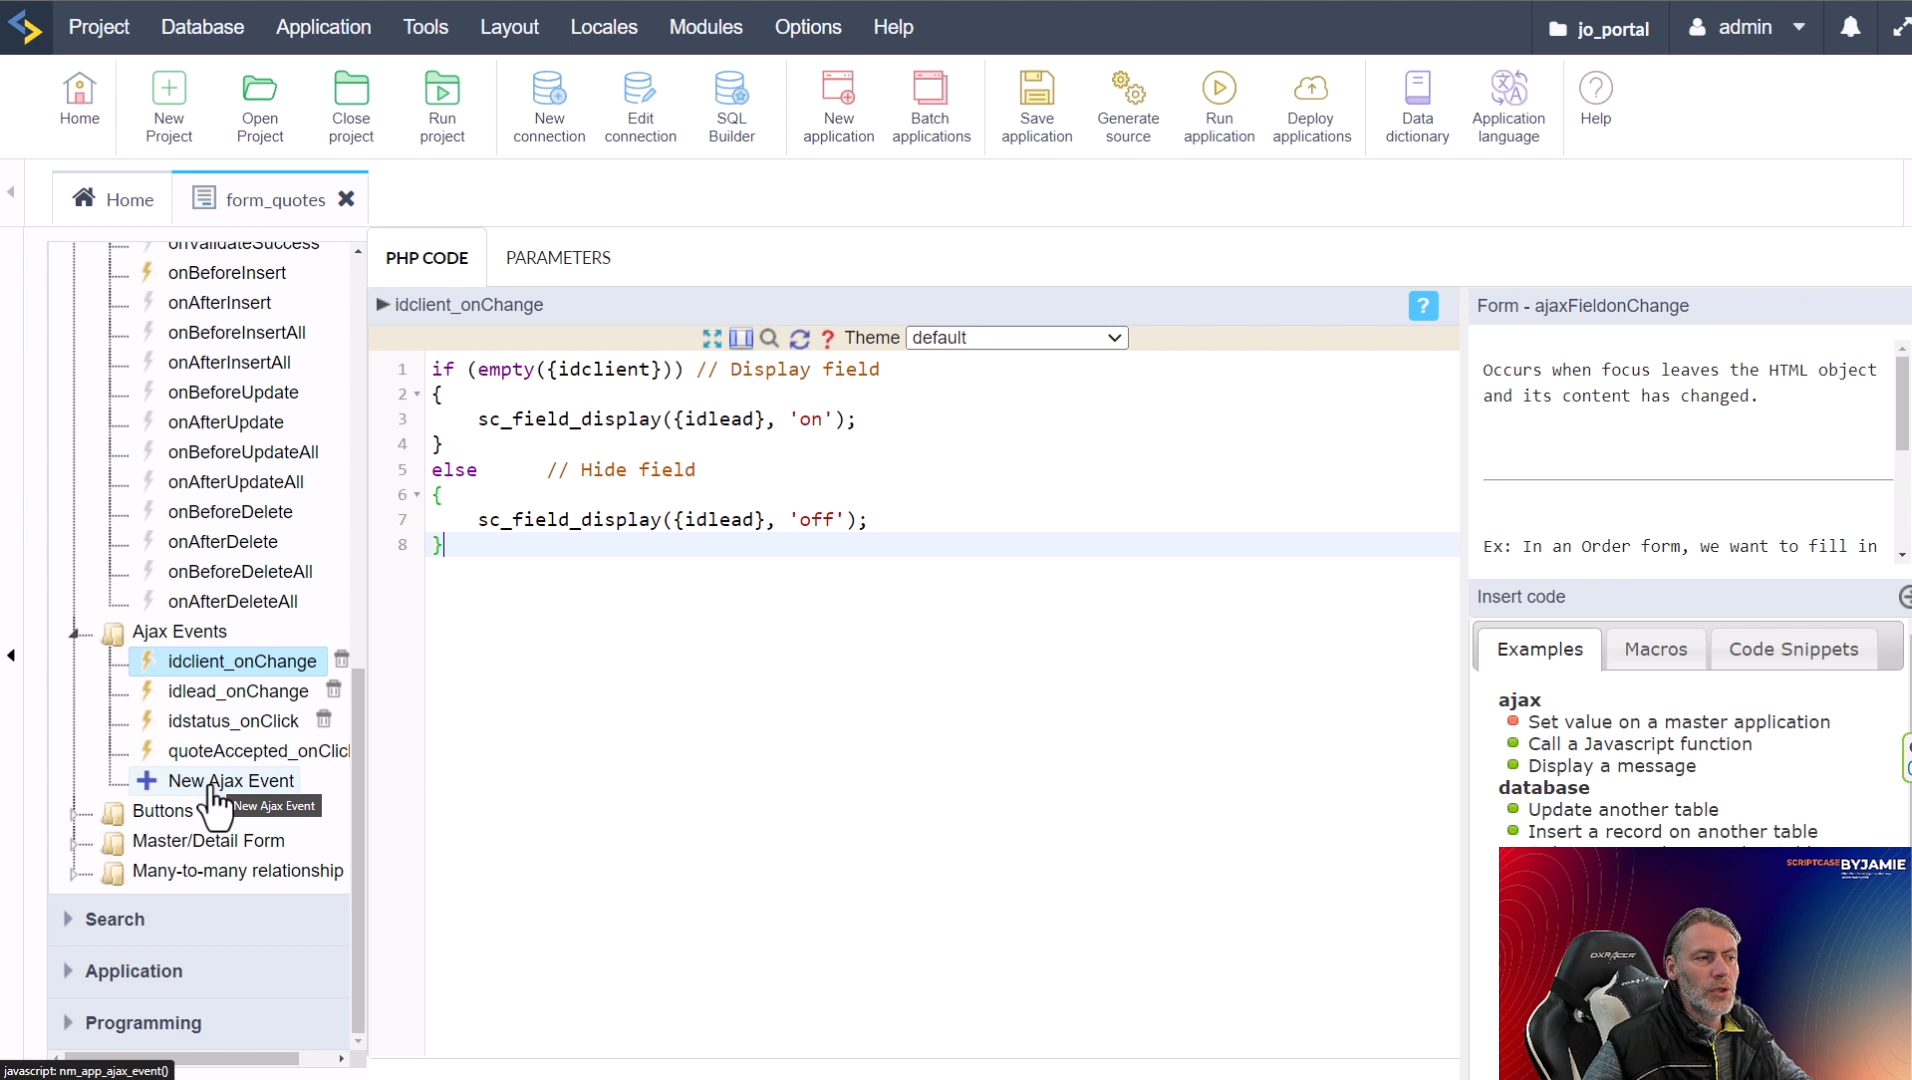 Project Database Application Tools Layout Locales Modules Options Help jo_portal admin
Home
New Project
Open Project
Close project
Run project
New connection
Edit connection
SQL Builder
New application
Batch applications
Save application
Generate source
Run application
Deploy applications
Data dictionary
Application language
Help
Home form_quotes
onValidateSuccess
onBeforeInsert
onAfterInsert
onBeforeInsertAll
onAfterInsertAll
onBeforeUpdate
onAfterUpdate
onBeforeUpdateAll
onAfterUpdateAll
onBeforeDelete
onAfterDelete
onBeforeDeleteAll
onAfterDeleteAll
Ajax Events
idclient_onChange
idlead_onChange
idstatus_onClick
quoteAccepted_onClic
New Ajax Event
New Ajax Event
Buttons
Master/Detail Form
Many-to-many relationship
Search
Application
Programming
javascript: nm_app_ajax_event()
PHP CODE PARAMETERS
idclient_onChange ?
? Theme default
1 if (empty({idclient})) // Display field
2 {
3 sc_field_display({idlead}, 'on');
4 }
5 else // Hide field
6 {
7 sc_field_display({idlead}, 'off');
8 }
Form - ajaxFieldonChange
Occurs when focus leaves the HTML object
and its content has changed.
Ex: In an Order form, we want to fill in
Insert code
Examples Macros Code Snippets
ajax
Set value on a master application
Call a Javascript function
Display a message
database
Update another table
Insert a record on another table
SCRIPTCASE BYJAMIE
DXRACER